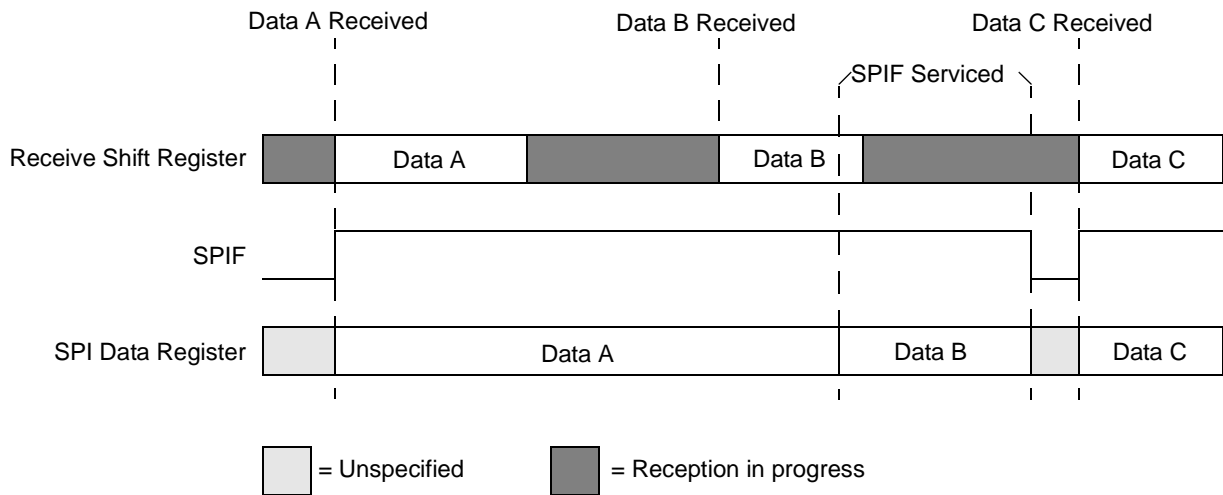 Data A Received
Data B Received
Data C Received
SPIF Serviced
Receive Shift Register
Data A
Data B
Data C
SPIF
SPI Data Register
Data A
Data B
Data C
= Unspecified
= Reception in progress